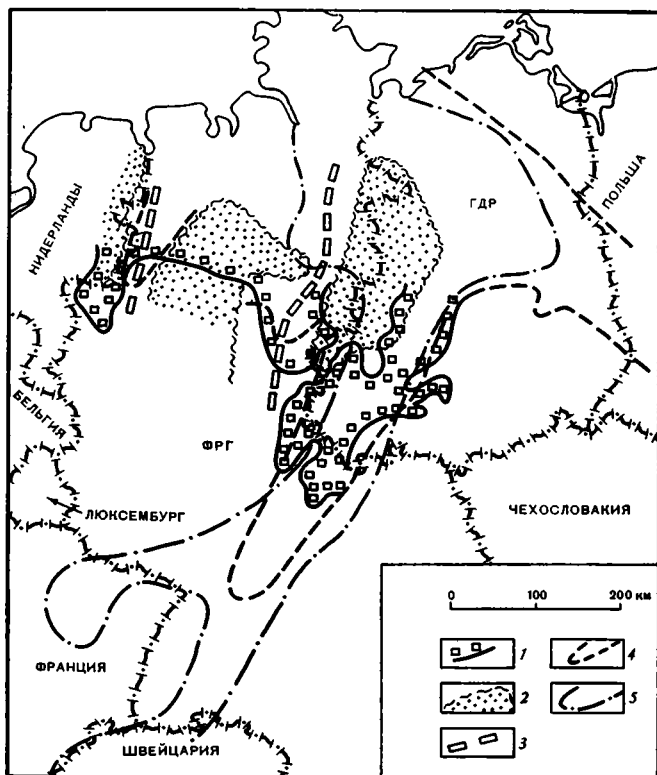 НИДЕРЛАНДЫ
ГДР
ПОЛЬША
БЕЛЬГИЯ
ФРГ
ЛЮКСЕМБУРГ
ЧЕХОСЛОВАКИЯ
ФРАНЦИЯ
ШВЕЙЦАРИЯ
0 100 200 км
1 4
2 5
3